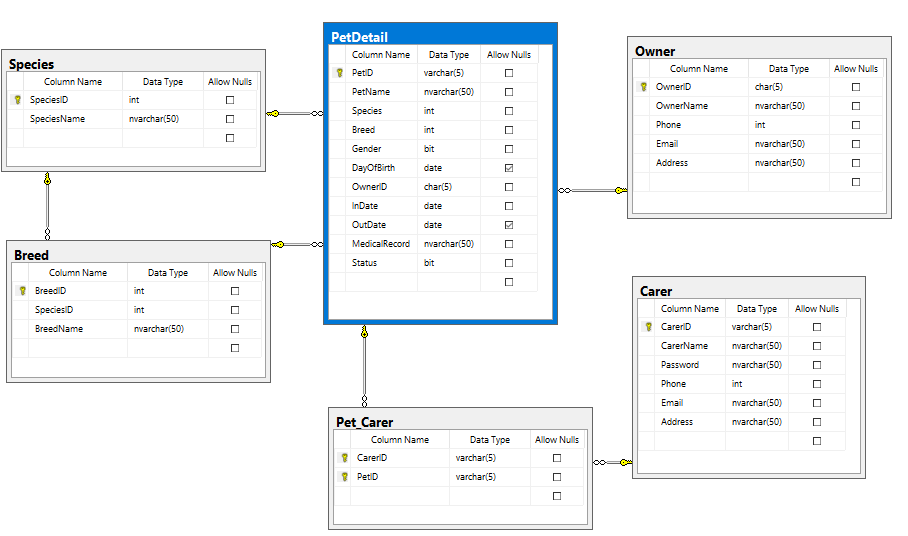 Species
Column Name Data Type Allow Nulls
SpeciesID int
SpeciesName nvarchar(50)
Breed
Column Name Data Type Allow Nulls
BreedID int
SpeciesID int
BreedName nvarchar(50)
PetDetail
Column Name Data Type Allow Nulls
PetID varchar(5)
PetName nvarchar(50)
Species int
Breed int
Gender bit
DayOfBirth date
OwnerID char(5)
InDate date
OutDate date
MedicalRecord nvarchar(50)
Status bit
Pet_Carer
Column Name Data Type Allow Nulls
CarerID varchar(5)
PetID varchar(5)
Owner
Column Name Data Type Allow Nulls
OwnerID char(5)
OwnerName nvarchar(50)
Phone int
Email nvarchar(50)
Address nvarchar(50)
Carer
Column Name Data Type Allow Nulls
CarerID varchar(5)
CarerName nvarchar(50)
Password nvarchar(50)
Phone int
Email nvarchar(50)
Address nvarchar(50)